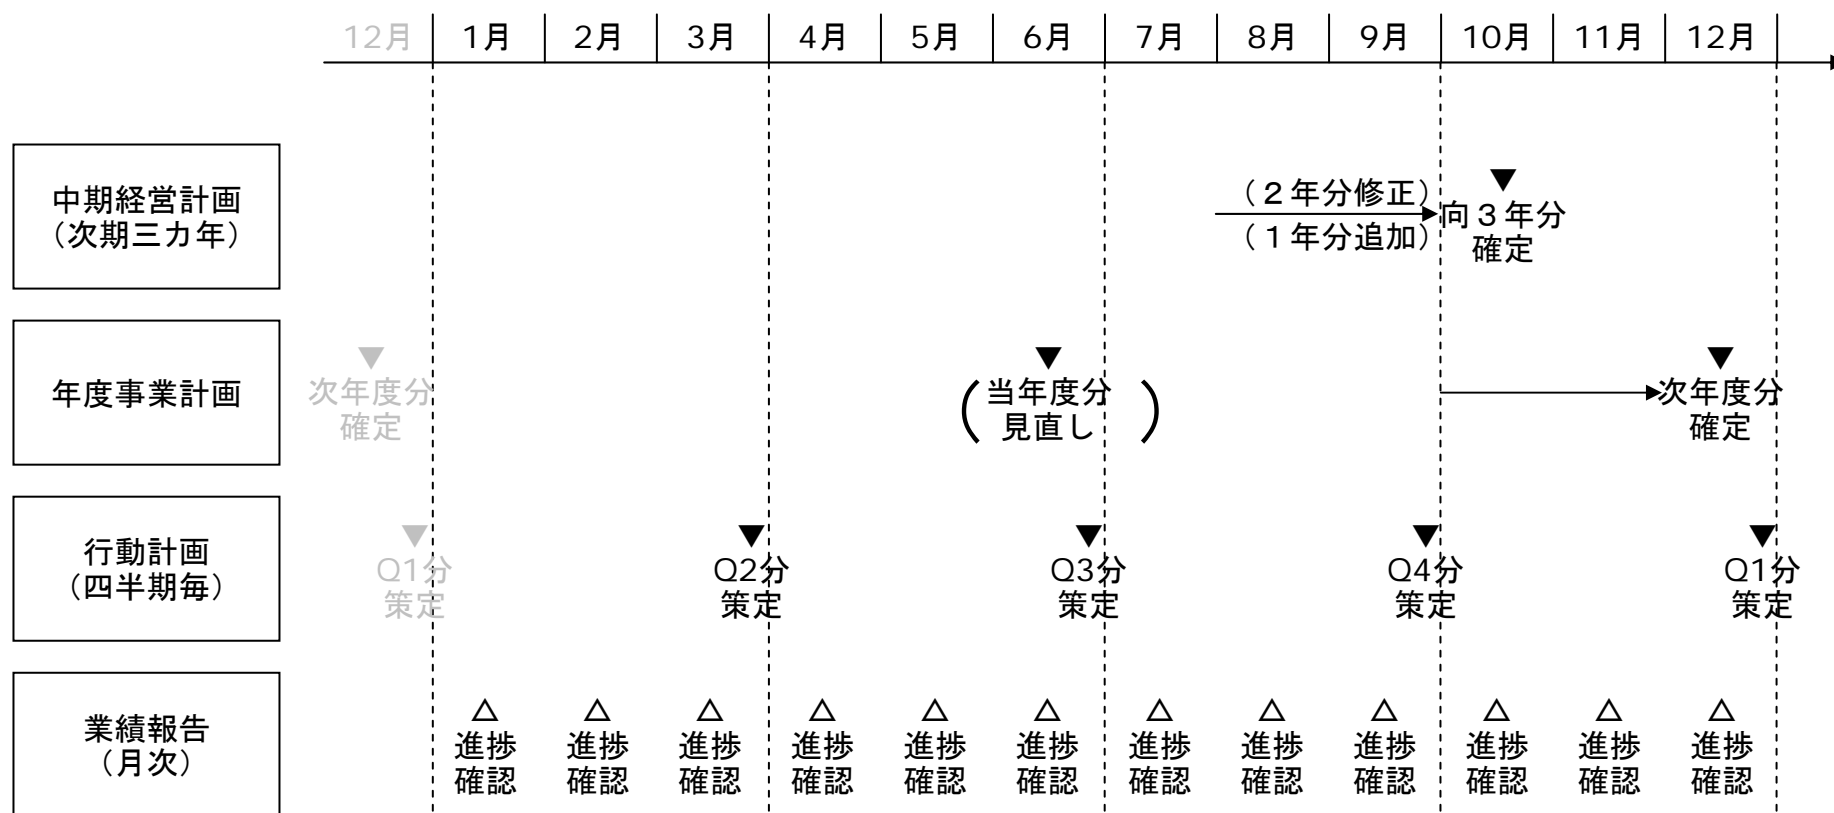 12月 1月 2月 3月 4月 5月 6月 7月 8月 9月 10月 11月 12月
中期経営計画
（次期三カ年）
（２年分修正）
（１年分追加）
▼
向３年分
確定
年度事業計画
▼
次年度分
確定
▼
（当年度分
見直し）
▼
次年度分
確定
行動計画
（四半期毎）
▼
Q1分
策定
▼
Q2分
策定
▼
Q3分
策定
▼
Q4分
策定
▼
Q1分
策定
業績報告
（月次）
△ △ △ △ △ △ △ △ △ △ △ △
進捗 進捗 進捗 進捗 進捗 進捗 進捗 進捗 進捗 進捗 進捗 進捗
確認 確認 確認 確認 確認 確認 確認 確認 確認 確認 確認 確認